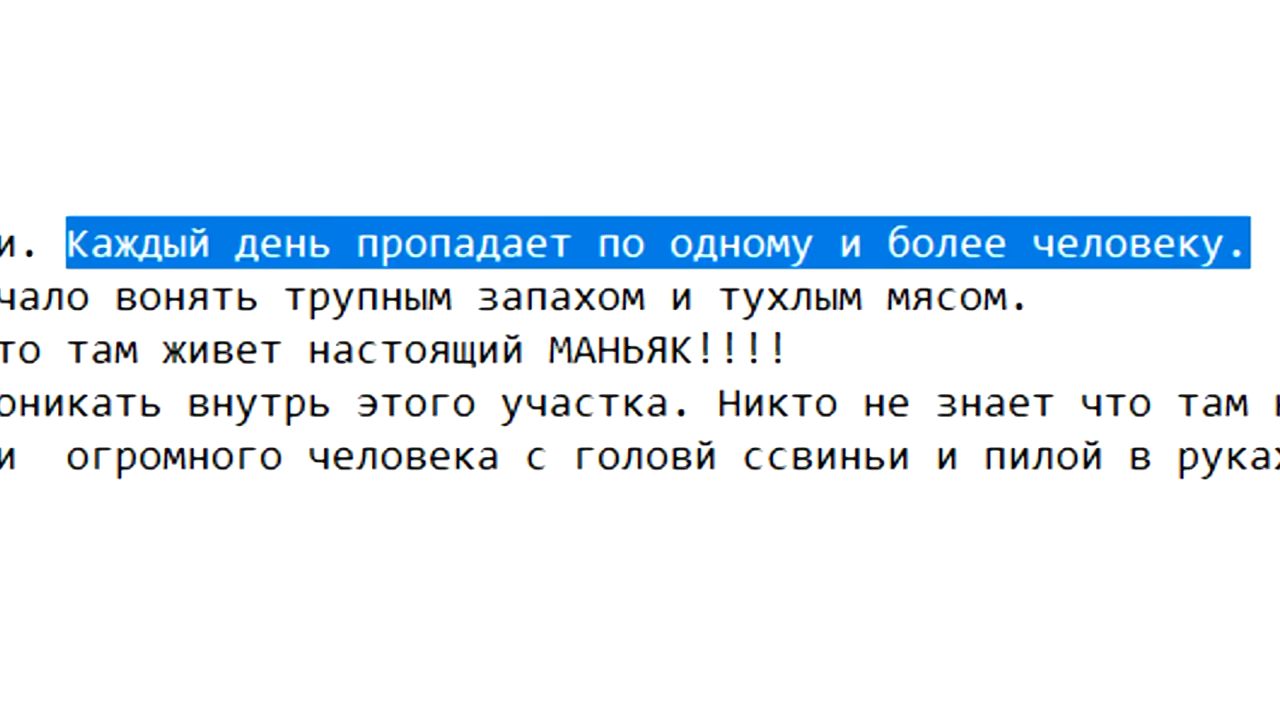 и. Каждый день пропадает по одному и более человеку.
чало вонять трупным запахом и тухлым мясом.
то там живет настоящий МАНЬЯК!!!!
оникать внутрь этого участка. Никто не знает что там
и  огромного человека с головй ссвиньи и пилой в руках